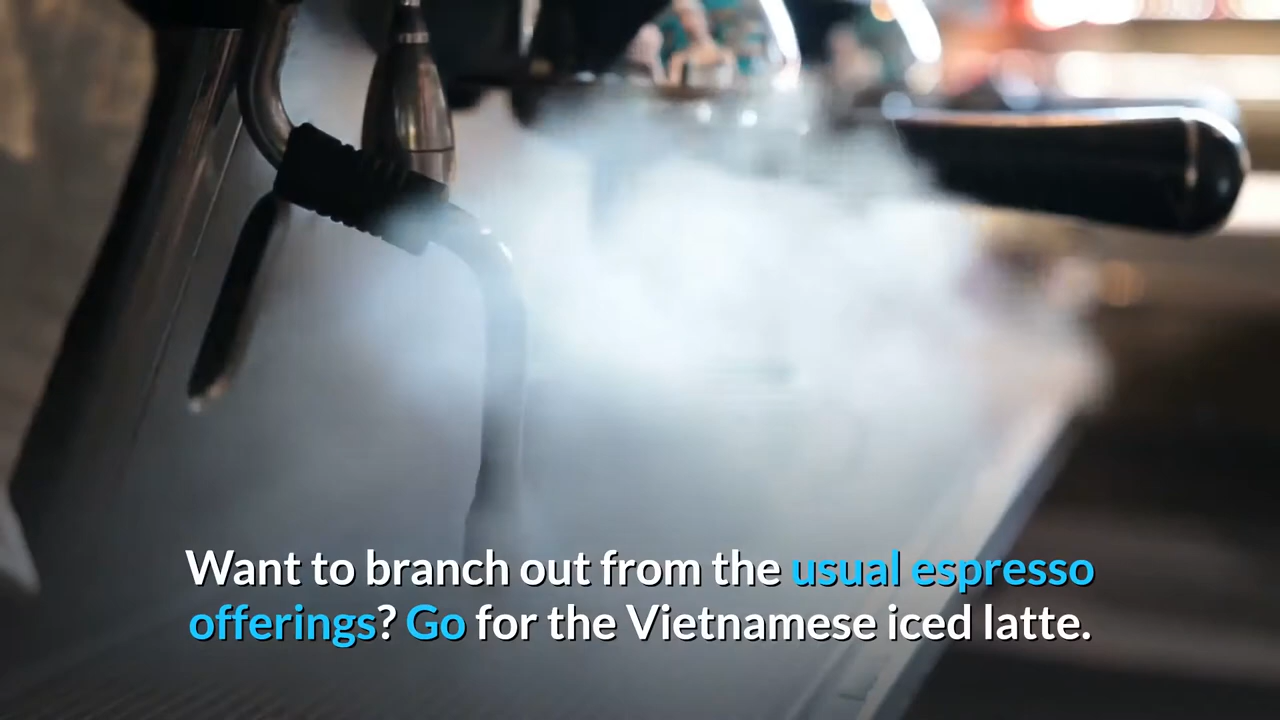 Want to branch out from the usual espresso
offerings? Go for the Vietnamese iced latte.